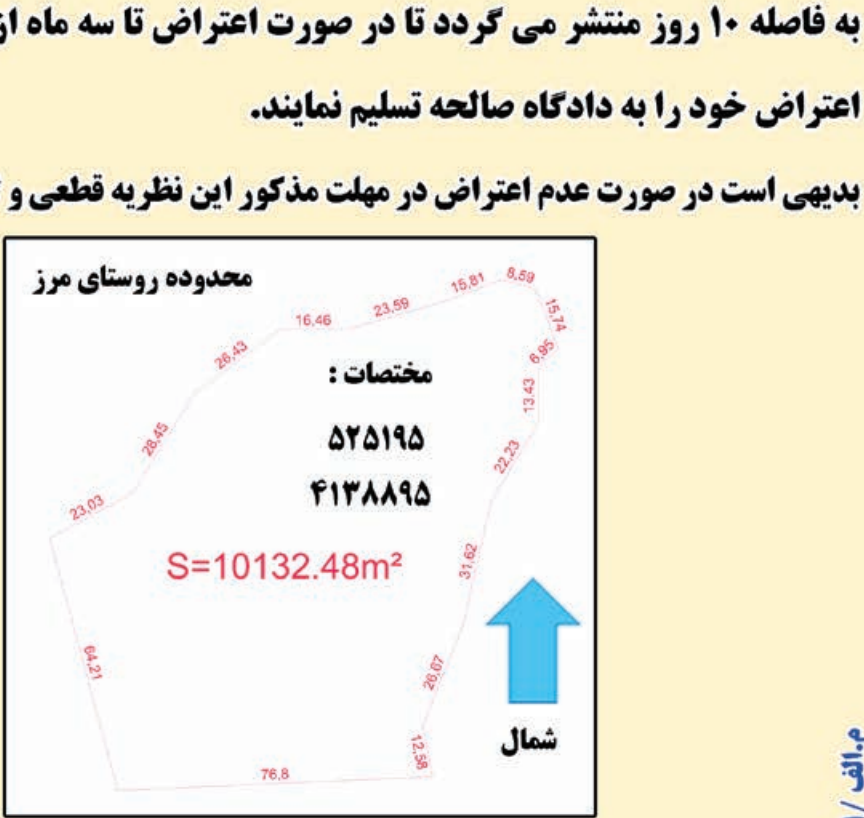 به فاصله ۱۰ روز منتشر می گردد تا در صورت اعتراض تا سه ماه از
اعتراض خود را به دادگاه صالحه تسلیم نمایند.
بدیهی است در صورت عدم اعتراض در مهلت مذکور این نظریه قطعی و
محدوده روستای مرز
8,59
15,81
23,59
16,46
15,74
26,43
6,95
مختصات :
13,43
۵۲۵۱۹۵
28,45
22,23
۴۱۳۸۸۹۵
23,03
S=10132.48m²
31,62
64,21
26,67
شمال
12,58
76,8
م.الف /